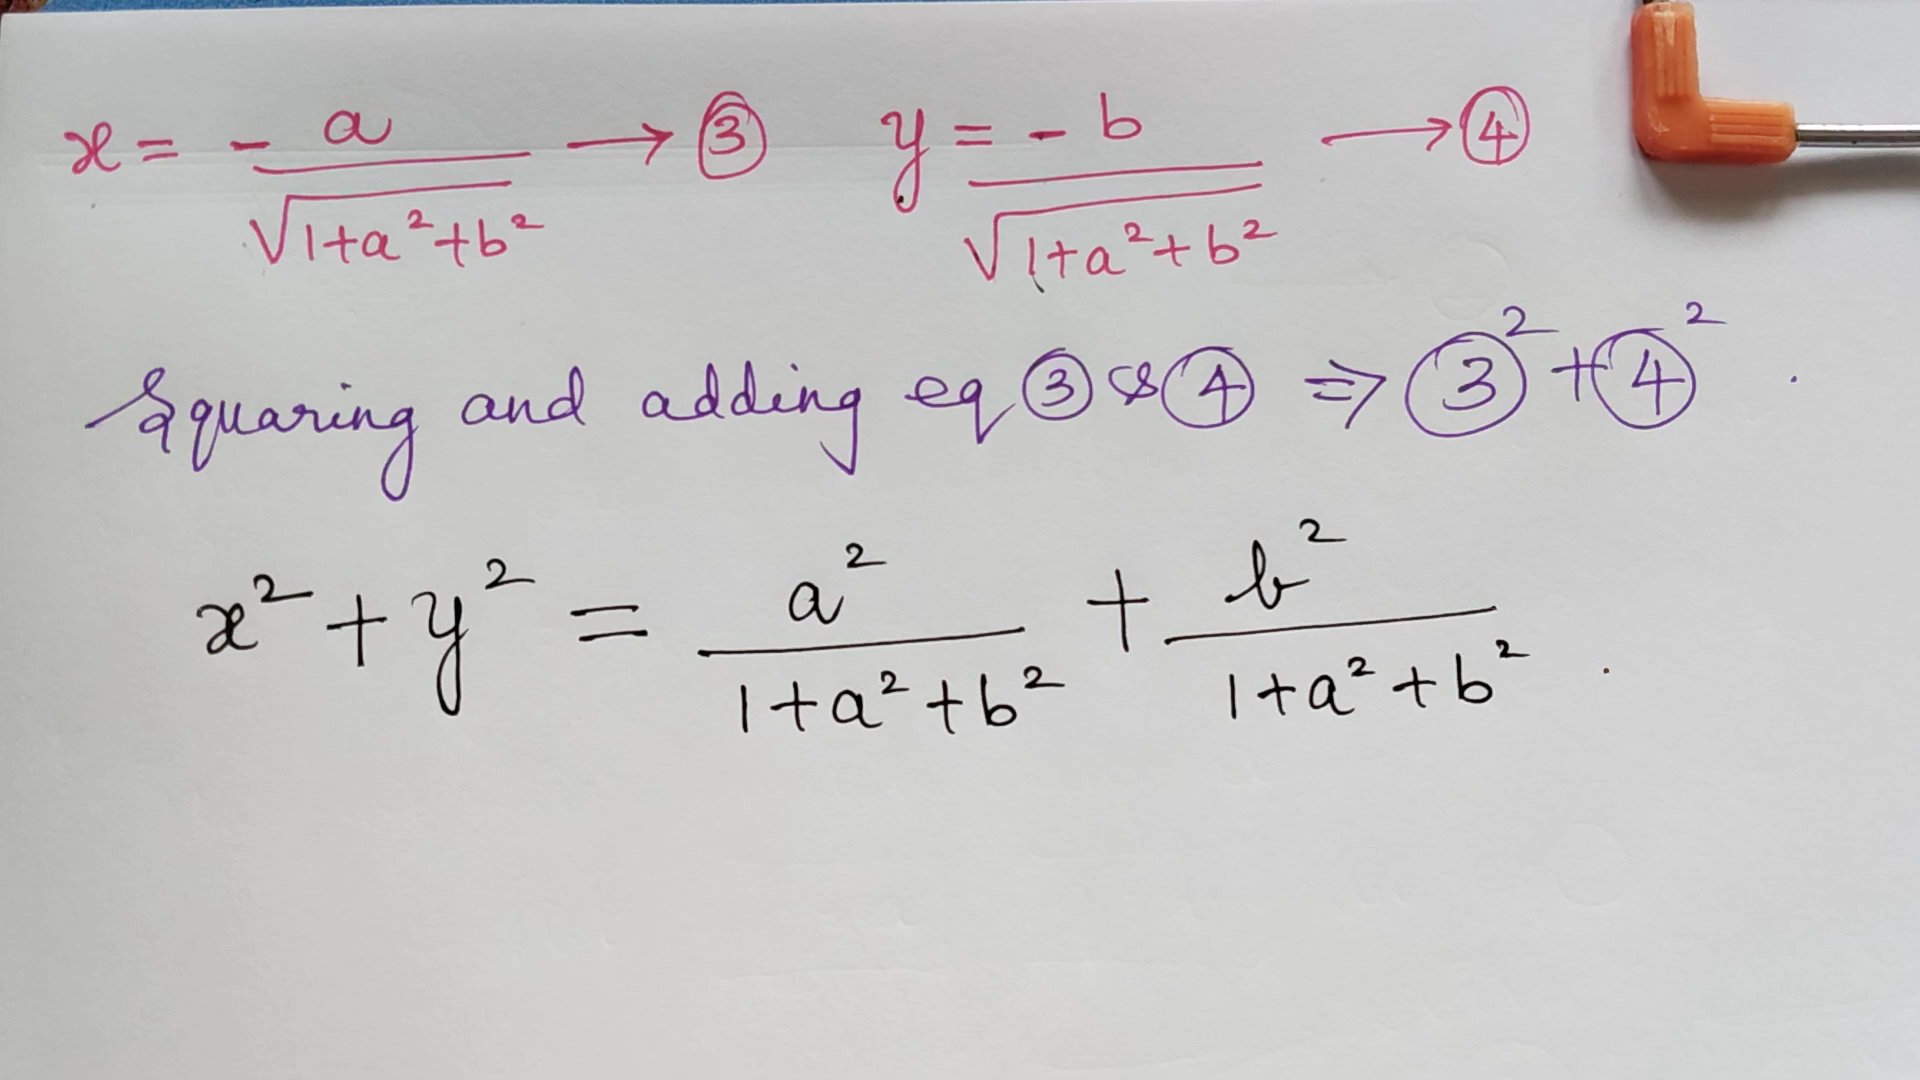 x = - a / √(1+a²+b²) → ③ y = - b / √(1+a²+b²) → ④
Squaring and adding eq ③ & ④ ⇒ ③² + ④² .
x² + y² = a² / (1+a²+b²) + b² / (1+a²+b²) .